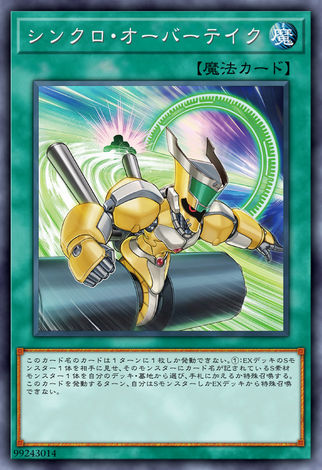 シンクロ・オーバーテイク
魔
【魔法カード】
このカード名のカードは1ターンに1枚しか発動できない。①:EXデッキのSモ
ンスター1体を相手に見せ、そのモンスターにカード名が記されているS素材
モンスター1体を自分のデッキ・墓地から選び、手札に加えるか特殊召喚する。
このカードを発動するターン、自分はSモンスターしかEXデッキから特殊召喚
できない。
99243014